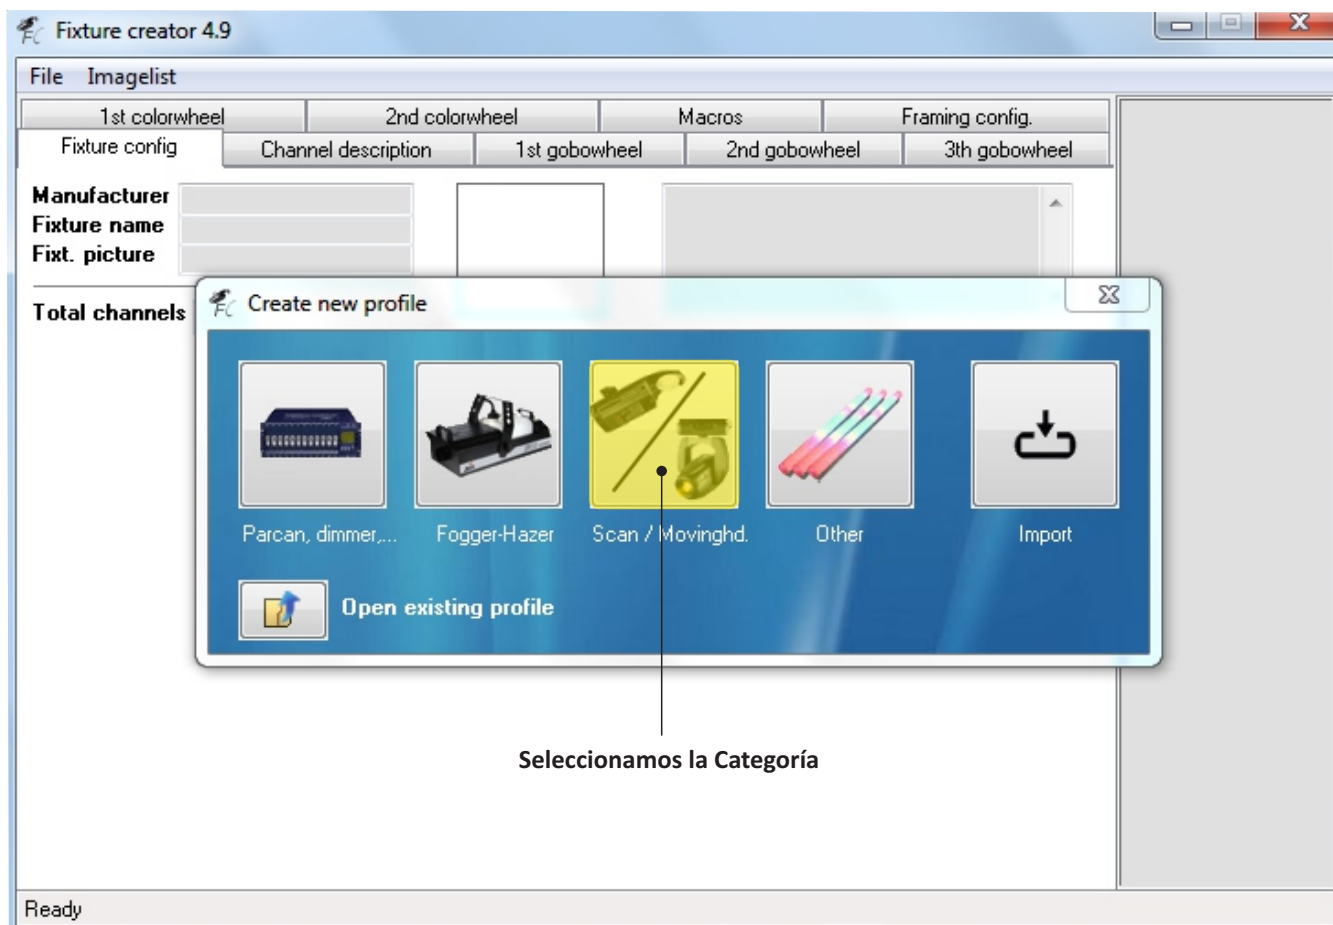 Fixture creator 4.9
File Imagelist
1st colorwheel 2nd colorwheel Macros Framing config.
Fixture config Channel description 1st gobowheel 2nd gobowheel 3th gobowheel
Manufacturer
Fixture name
Fixt. picture
Total channels
Create new profile
Parcan, dimmer,... Fogger-Hazer Scan / Movinghd. Other Import
Open existing profile
Seleccionamos la Categoría
Ready